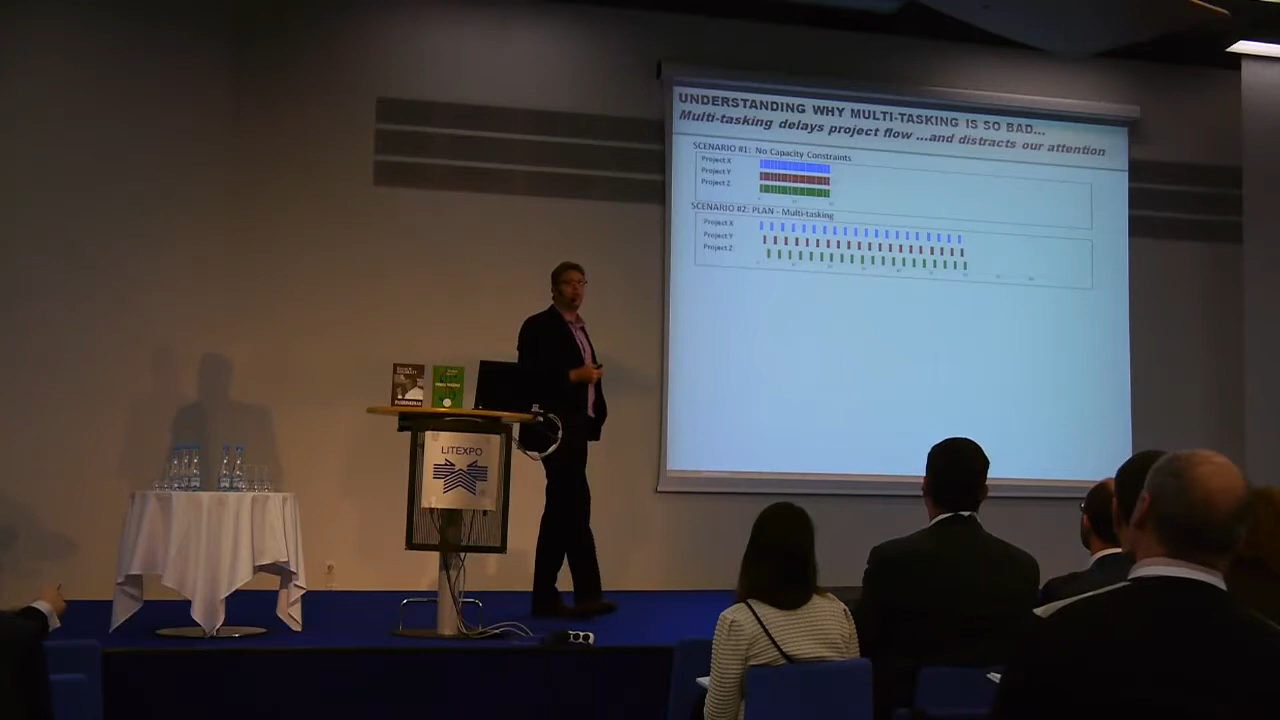 UNDERSTANDING WHY MULTI-TASKING IS SO BAD...
Multi-tasking delays project flow ...and distracts our attention
SCENARIO #1: No Capacity Constraints
Project X
Project Y
Project Z
SCENARIO #2: PLAN - Multi-tasking
Project X
Project Y
Project Z
LITEXPO